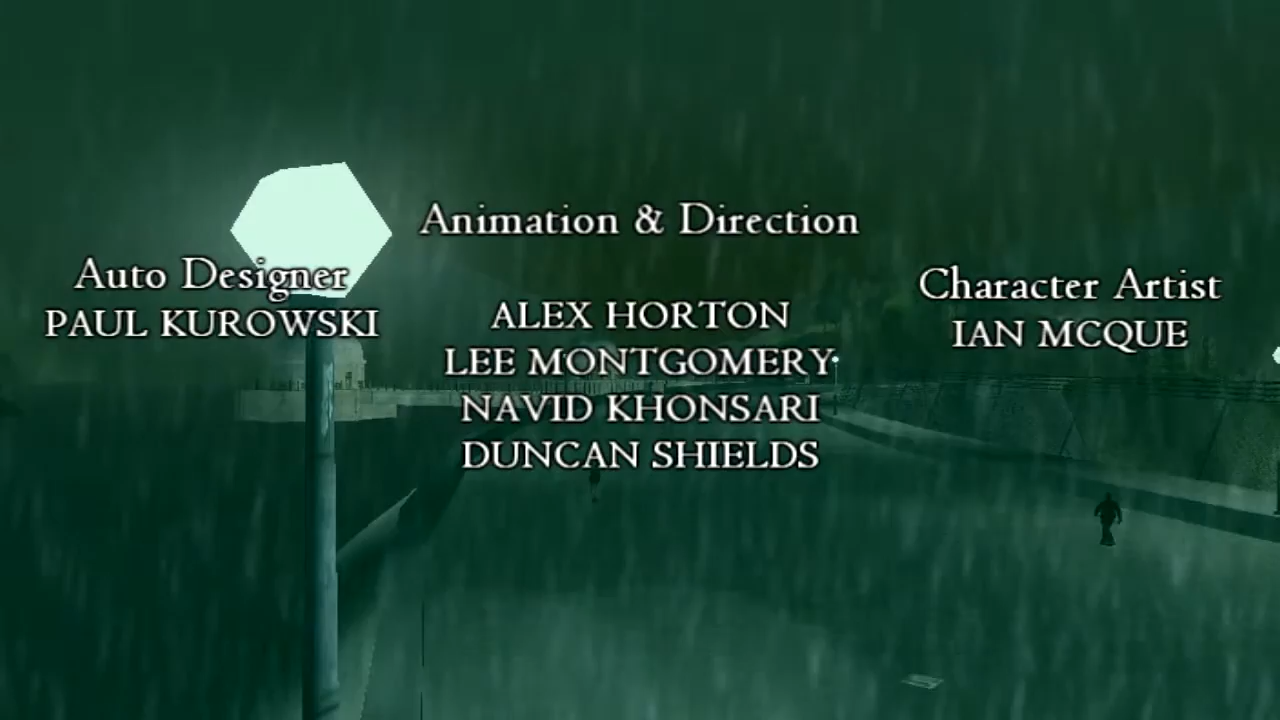 Auto Designer
PAUL KUROWSKI
Animation & Direction
ALEX HORTON
LEE MONTGOMERY
NAVID KHONSARI
DUNCAN SHIELDS
Character Artist
IAN MCQUE